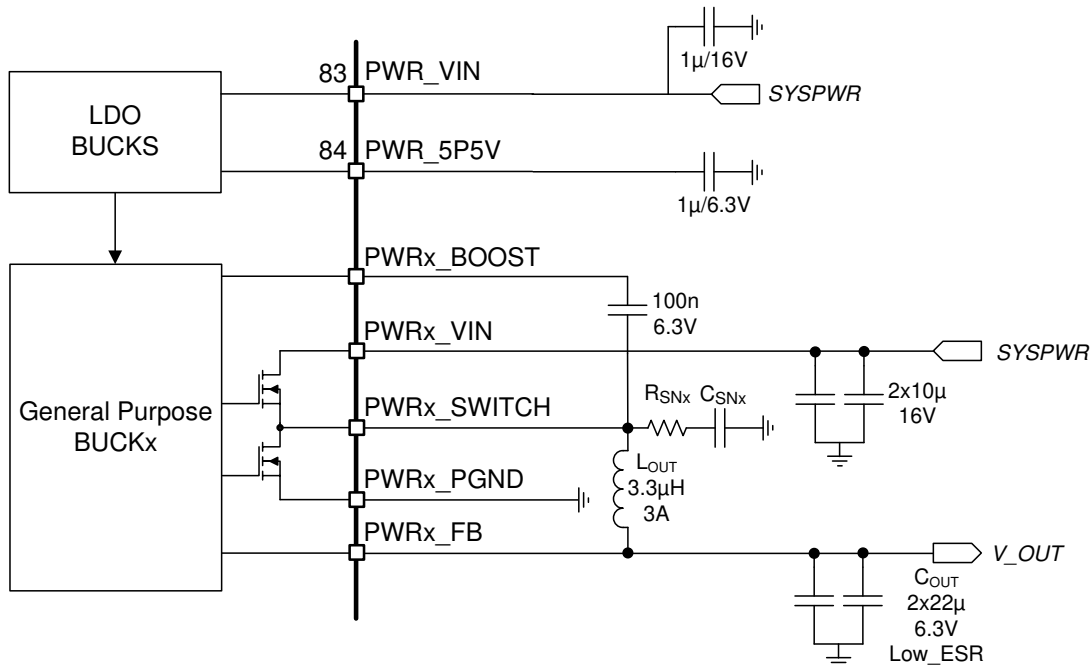 83
PWR_VIN
1µ/16V
SYSPWR
LDO
BUCKS
84
PWR_5P5V
1µ/6.3V
PWRx_BOOST
100n
6.3V
PWRx_VIN
SYSPWR
2x10µ
16V
General Purpose
BUCKx
PWRx_SWITCH
RSNx
CSNx
LOUT
3.3µH
3A
PWRx_PGND
PWRx_FB
V_OUT
COUT
2x22µ
6.3V
Low_ESR